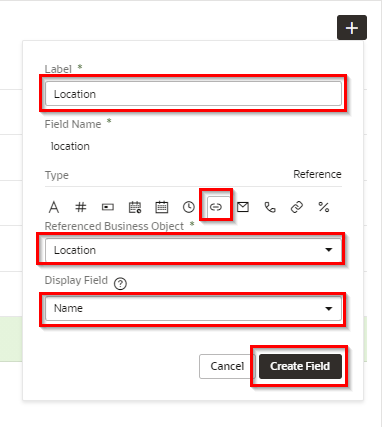 Label *
Location
Field Name *
location
Type Reference
A # %
Referenced Business Object *
Location
Display Field ?
Name
Cancel Create Field